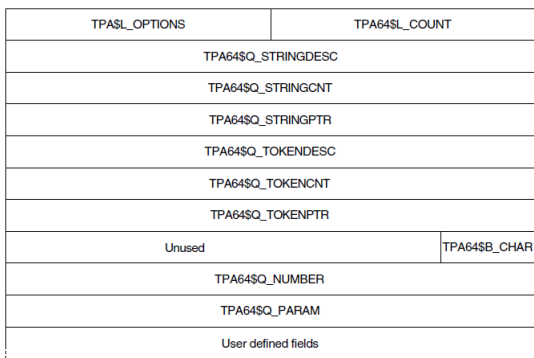 TPA$L_OPTIONS TPA64$L_COUNT
TPA64$Q_STRINGDESC
TPA64$Q_STRINGCNT
TPA64$Q_STRINGPTR
TPA64$Q_TOKENDESC
TPA64$Q_TOKENCNT
TPA64$Q_TOKENPTR
Unused TPA64$B_CHAR
TPA64$Q_NUMBER
TPA64$Q_PARAM
User defined fields